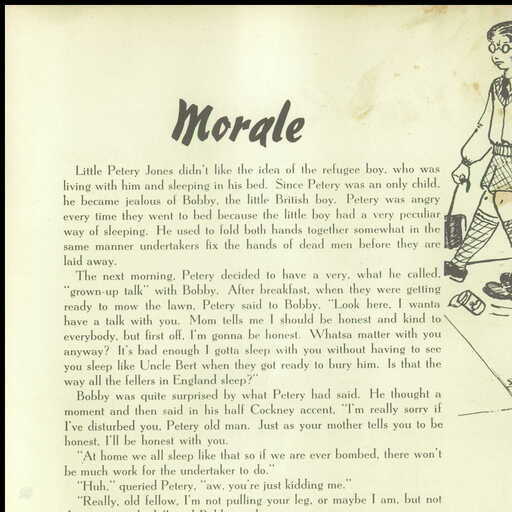 Morale
Little Petery Jones didn't like the idea of the refugee boy, who was
living with him and sleeping in his bed. Since Petery was an only child,
he became jealous of Bobby, the little British boy. Petery was angry
every time they went to bed because the little boy had a very peculiar
way of sleeping. He used to fold both hands together somewhat in the
same manner undertakers fix the hands of dead men before they are
laid away.
The next morning, Petery decided to have a very, what he called,
"grown-up talk" with Bobby. After breakfast, when they were getting
ready to mow the lawn, Petery said to Bobby, "Look here, I wanta
have a talk with you. Mom tells me I should be honest and kind to
everybody, but first off, I'm gonna be honest. Whatsa matter with you
anyway? It's bad enough I gotta sleep with you without having to see
you sleep like Uncle Bert when they got ready to bury him. Is that the
way all the fellers in England sleep?"
Bobby was quite surprised by what Petery had said. He thought a
moment and then said in his half Cockney accent, "I'm really sorry if
I've disturbed you, Petery old man. Just as your mother tells you to be
honest, I'll be honest with you.
"At home we all sleep like that so if we are ever bombed, there won't
be much work for the undertaker to do."
"Huh," queried Petery, "aw, you're just kidding me."
"Really, old fellow, I'm not pulling your leg, or maybe I am, but not